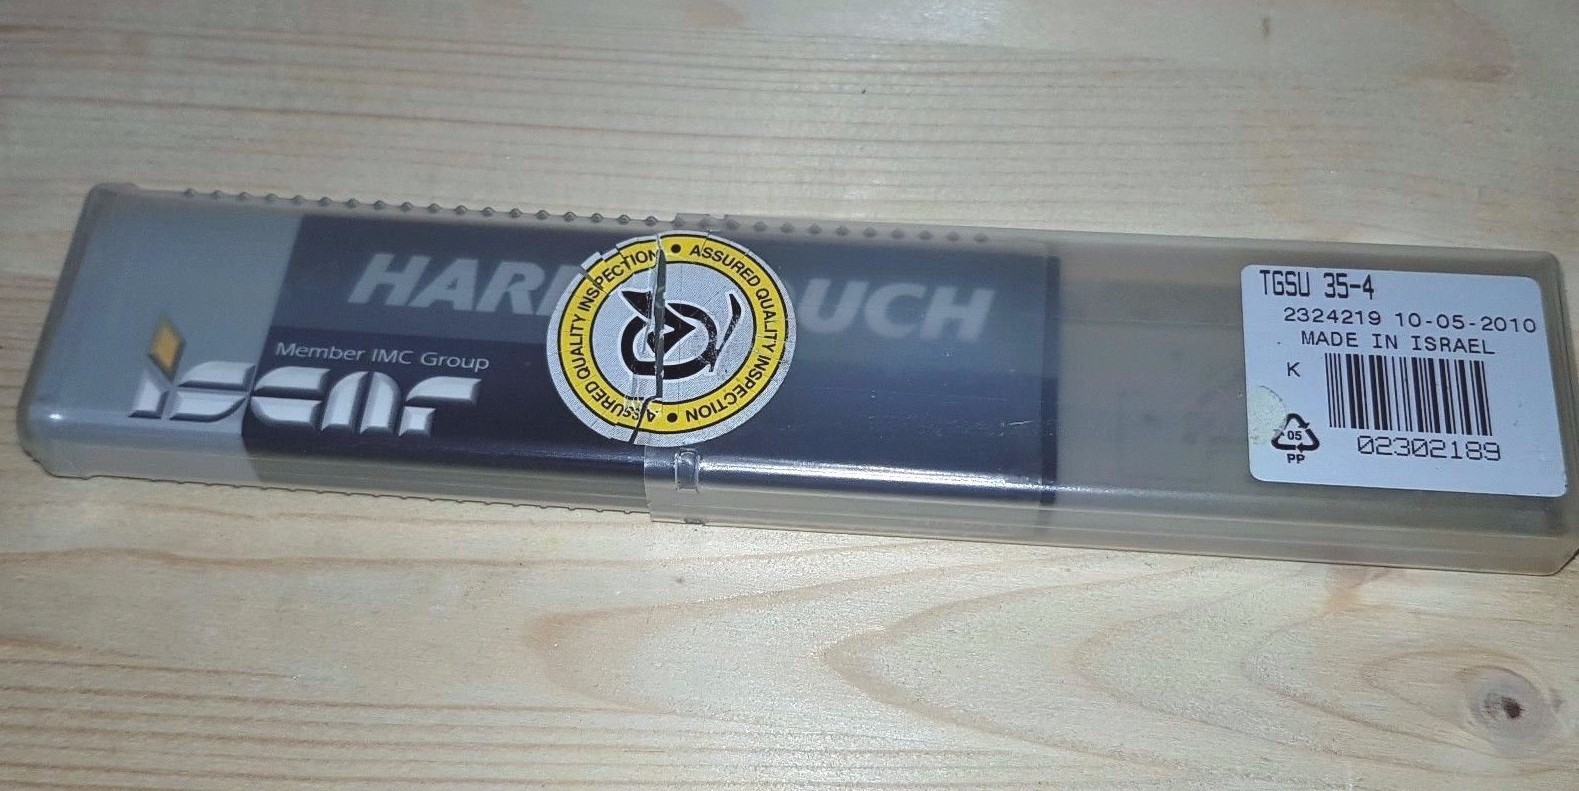 HARD TOUCH
Member IMC Group
iscar
ASSURED QUALITY INSPECTION • ASSURED QUALITY INSPECTION •
TGSU 35-4
2324219 10-05-2010
MADE IN ISRAEL
K
02302189
05
PP